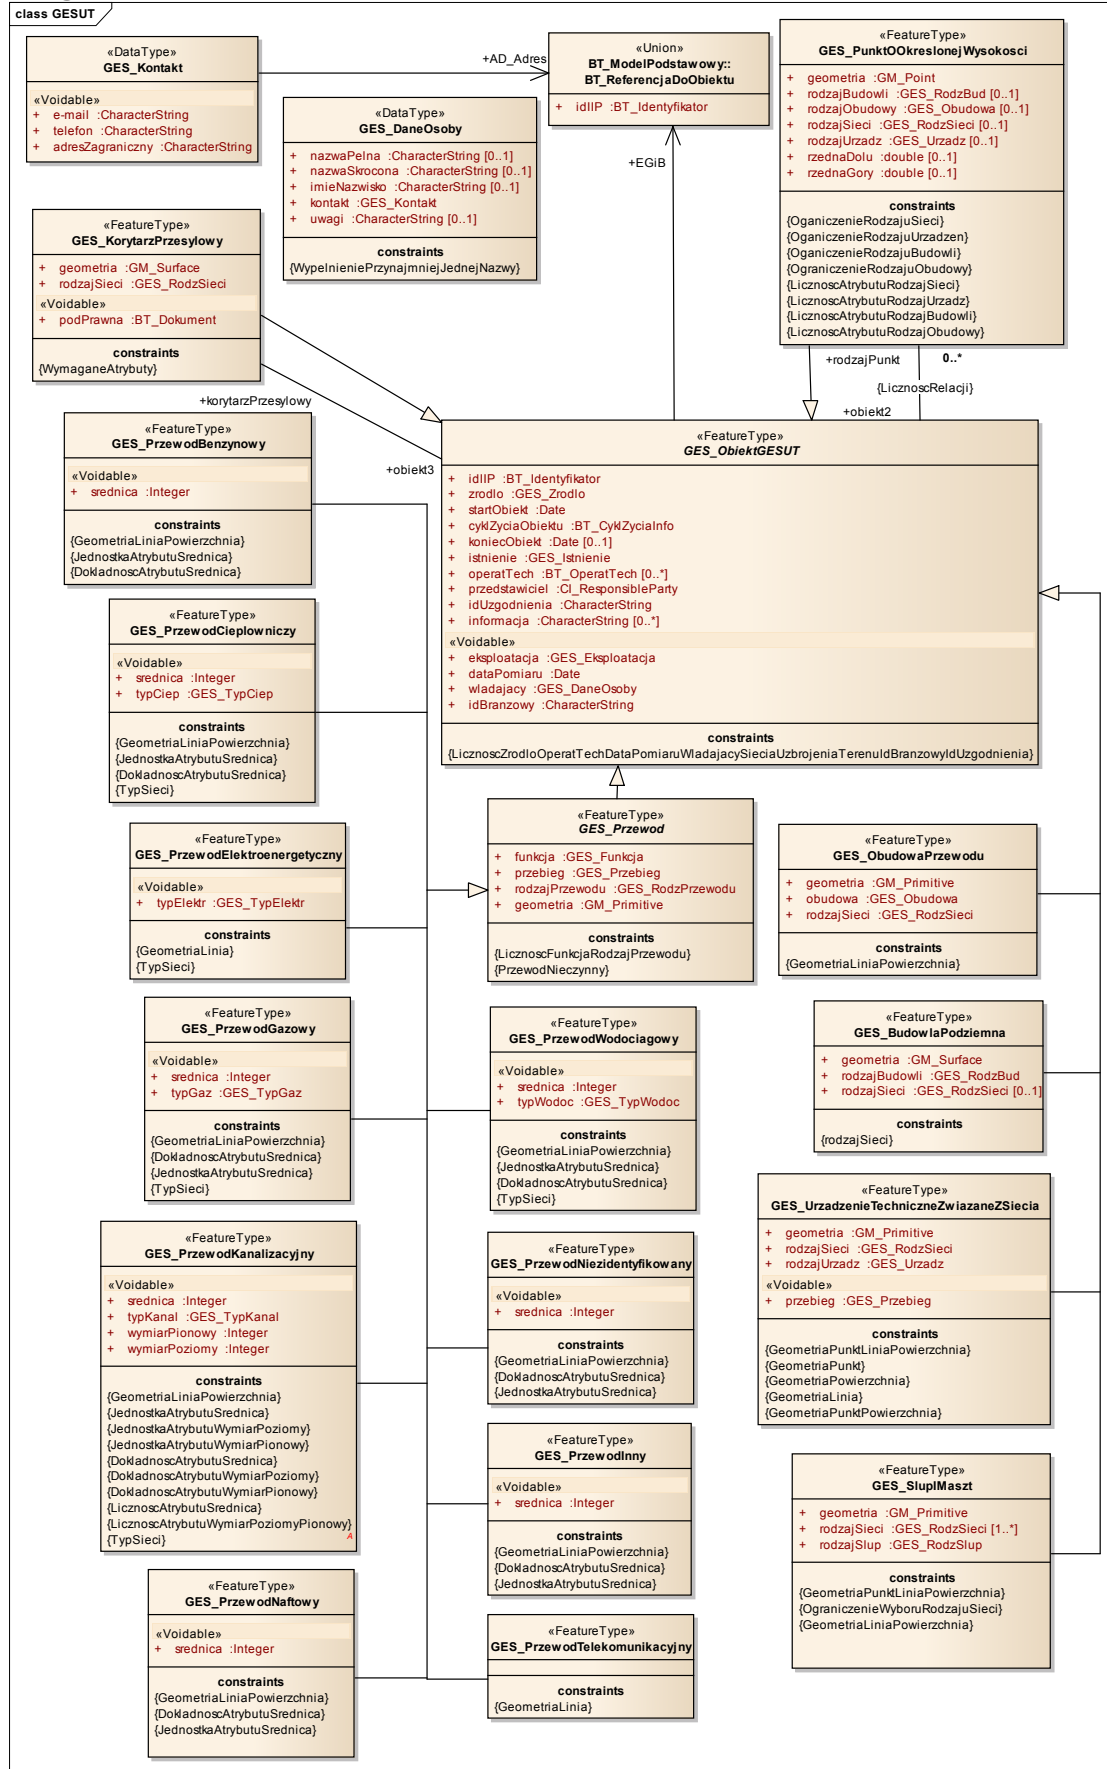 class GESUT
«DataType»
GES_Kontakt
«Voidable»
+ e-mail :CharacterString
+ telefon :CharacterString
+ adresZagraniczny :CharacterString
+AD_Adres
«Union»
BT_ModelPodstawowy::
BT_ReferencjaDoObiektu
+ idIIP :BT_Identyfikator
+EGiB
«DataType»
GES_DaneOsoby
+ nazwaPelna :CharacterString [0..1]
+ nazwaSkrocona :CharacterString [0..1]
+ imieNazwisko :CharacterString [0..1]
+ kontakt :GES_Kontakt
+ uwagi :CharacterString [0..1]
constraints
{WypelnieniePrzynajmniejJednejNazwy}
«FeatureType»
GES_PunktOOkreslonejWysokosci
+ geometria :GM_Point
+ rodzajBudowli :GES_RodzBud [0..1]
+ rodzajObudowy :GES_Obudowa [0..1]
+ rodzajSieci :GES_RodzSieci [0..1]
+ rodzajUrzadz :GES_Urzadz [0..1]
+ rzednaDolu :double [0..1]
+ rzednaGory :double [0..1]
constraints
{OganiczenieRodzajuSieci}
{OganiczenieRodzajuUrzadzen}
{OganiczenieRodzajuBudowli}
{OgraniczenieRodzajuObudowy}
{LicznoscAtrybutuRodzajSieci}
{LicznoscAtrybutuRodzajUrzadz}
{LicznoscAtrybutuRodzajBudowli}
{LicznoscAtrybutuRodzajObudowy}
+rodzajPunkt
0..*
{LicznoscRelacji}
+obiekt2
«FeatureType»
GES_KorytarzPrzesylowy
+ geometria :GM_Surface
+ rodzajSieci :GES_RodzSieci
«Voidable»
+ podPrawna :BT_Dokument
constraints
{WymaganeAtrybuty}
+korytarzPrzesylowy
+obiekt3
«FeatureType»
GES_ObiektGESUT
+ idIIP :BT_Identyfikator
+ zrodlo :GES_Zrodlo
+ startObiekt :Date
+ cyklZyciaObiektu :BT_CyklZyciaInfo
+ koniecObiekt :Date [0..1]
+ istnienie :GES_Istnienie
+ operatTech :BT_OperatTech [0..*]
+ przedstawiciel :CI_ResponsibleParty
+ idUzgodnienia :CharacterString
+ informacja :CharacterString [0..*]
«Voidable»
+ eksploatacja :GES_Eksploatacja
+ dataPomiaru :Date
+ wladajacy :GES_DaneOsoby
+ idBranzowy :CharacterString
constraints
{LicznoscZrodloOperatTechDataPomiaruWladajacySieciaUzbrojeniaTerenuIdBranzowyIdUzgodnienia}
«FeatureType»
GES_PrzewodBenzynowy
«Voidable»
+ srednica :Integer
constraints
{GeometriaLiniaPowierzchnia}
{JednostkaAtrybutuSrednica}
{DokladnoscAtrybutuSrednica}
«FeatureType»
GES_PrzewodCieplowniczy
«Voidable»
+ srednica :Integer
+ typCiep :GES_TypCiep
constraints
{GeometriaLiniaPowierzchnia}
{JednostkaAtrybutuSrednica}
{DokladnoscAtrybutuSrednica}
{TypSieci}
«FeatureType»
GES_Przewod
+ funkcja :GES_Funkcja
+ przebieg :GES_Przebieg
+ rodzajPrzewodu :GES_RodzPrzewodu
+ geometria :GM_Primitive
constraints
{LicznoscFunkcjaRodzajPrzewodu}
{PrzewodNieczynny}
«FeatureType»
GES_PrzewodElektroenergetyczny
«Voidable»
+ typElektr :GES_TypElektr
constraints
{GeometriaLinia}
{TypSieci}
«FeatureType»
GES_ObudowaPrzewodu
+ geometria :GM_Primitive
+ obudowa :GES_Obudowa
+ rodzajSieci :GES_RodzSieci
constraints
{GeometriaLiniaPowierzchnia}
«FeatureType»
GES_PrzewodGazowy
«Voidable»
+ srednica :Integer
+ typGaz :GES_TypGaz
constraints
{GeometriaLiniaPowierzchnia}
{DokladnoscAtrybutuSrednica}
{JednostkaAtrybutuSrednica}
{TypSieci}
«FeatureType»
GES_PrzewodWodociagowy
«Voidable»
+ srednica :Integer
+ typWodoc :GES_TypWodoc
constraints
{GeometriaLiniaPowierzchnia}
{JednostkaAtrybutuSrednica}
{DokladnoscAtrybutuSrednica}
{TypSieci}
«FeatureType»
GES_BudowlaPodziemna
+ geometria :GM_Surface
+ rodzajBudowli :GES_RodzBud
+ rodzajSieci :GES_RodzSieci [0..1]
constraints
{rodzajSieci}
«FeatureType»
GES_UrzadzenieTechniczneZwiazaneZSiecia
+ geometria :GM_Primitive
+ rodzajSieci :GES_RodzSieci
+ rodzajUrzadz :GES_Urzadz
«Voidable»
+ przebieg :GES_Przebieg
constraints
{GeometriaPunktLiniaPowierzchnia}
{GeometriaPunkt}
{GeometriaPowierzchnia}
{GeometriaLinia}
{GeometriaPunktPowierzchnia}
«FeatureType»
GES_PrzewodKanalizacyjny
«Voidable»
+ srednica :Integer
+ typKanal :GES_TypKanal
+ wymiarPionowy :Integer
+ wymiarPoziomy :Integer
constraints
{GeometriaLiniaPowierzchnia}
{JednostkaAtrybutuSrednica}
{JednostkaAtrybutuWymiarPoziomy}
{JednostkaAtrybutuWymiarPionowy}
{DokladnoscAtrybutuSrednica}
{DokladnoscAtrybutuWymiarPoziomy}
{DokladnoscAtrybutuWymiarPionowy}
{LicznoscAtrybutuSrednica}
{LicznoscAtrybutuWymiarPoziomyPionowy}
{TypSieci}
A
«FeatureType»
GES_PrzewodNiezidentyfikowany
«Voidable»
+ srednica :Integer
constraints
{GeometriaLiniaPowierzchnia}
{DokladnoscAtrybutuSrednica}
{JednostkaAtrybutuSrednica}
«FeatureType»
GES_PrzewodInny
«Voidable»
+ srednica :Integer
constraints
{GeometriaLiniaPowierzchnia}
{DokladnoscAtrybutuSrednica}
{JednostkaAtrybutuSrednica}
«FeatureType»
GES_SlupIMaszt
+ geometria :GM_Primitive
+ rodzajSieci :GES_RodzSieci [1..*]
+ rodzajSlup :GES_RodzSlup
constraints
{GeometriaPunktLiniaPowierzchnia}
{OgraniczenieWyboruRodzajuSieci}
{GeometriaLiniaPowierzchnia}
«FeatureType»
GES_PrzewodNaftowy
«Voidable»
+ srednica :Integer
constraints
{GeometriaLiniaPowierzchnia}
{DokladnoscAtrybutuSrednica}
{JednostkaAtrybutuSrednica}
«FeatureType»
GES_PrzewodTelekomunikacyjny
constraints
{GeometriaLinia}